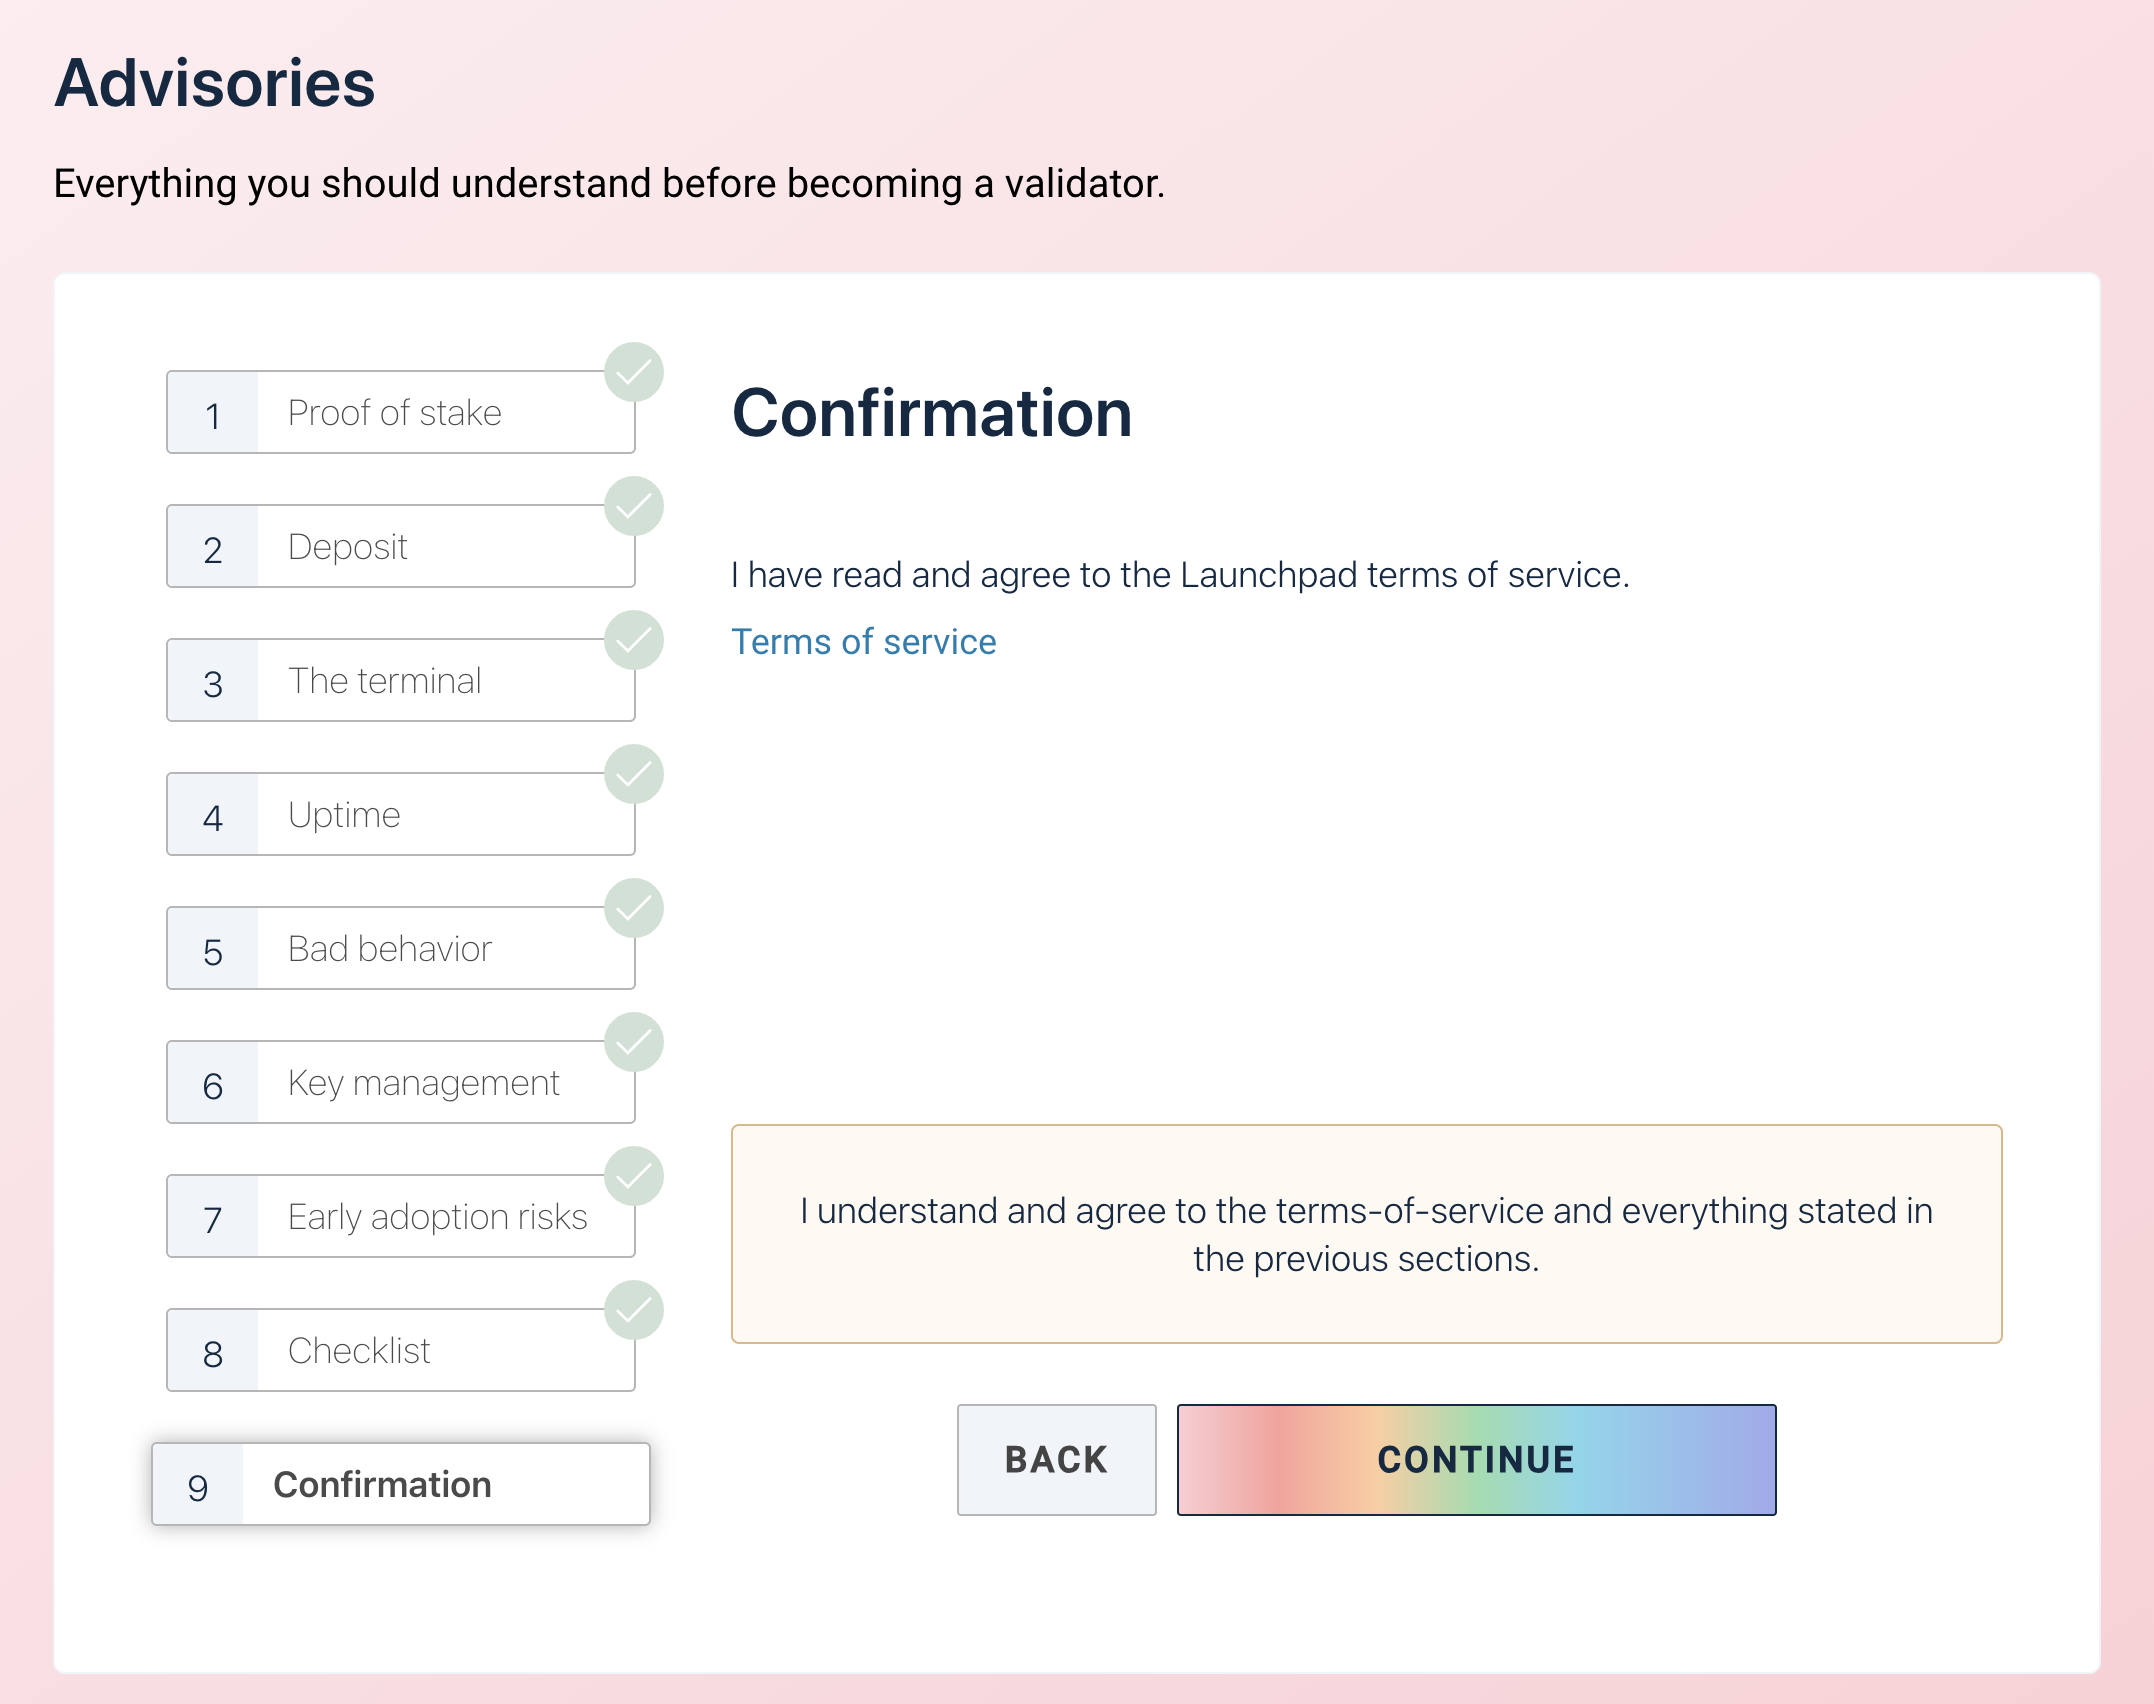 Advisories
Everything you should understand before becoming a validator.
1 Proof of stake
2 Deposit
3 The terminal
4 Uptime
5 Bad behavior
6 Key management
7 Early adoption risks
8 Checklist
9 Confirmation
Confirmation
I have read and agree to the Launchpad terms of service.
Terms of service
I understand and agree to the terms-of-service and everything stated in
the previous sections.
BACK
CONTINUE